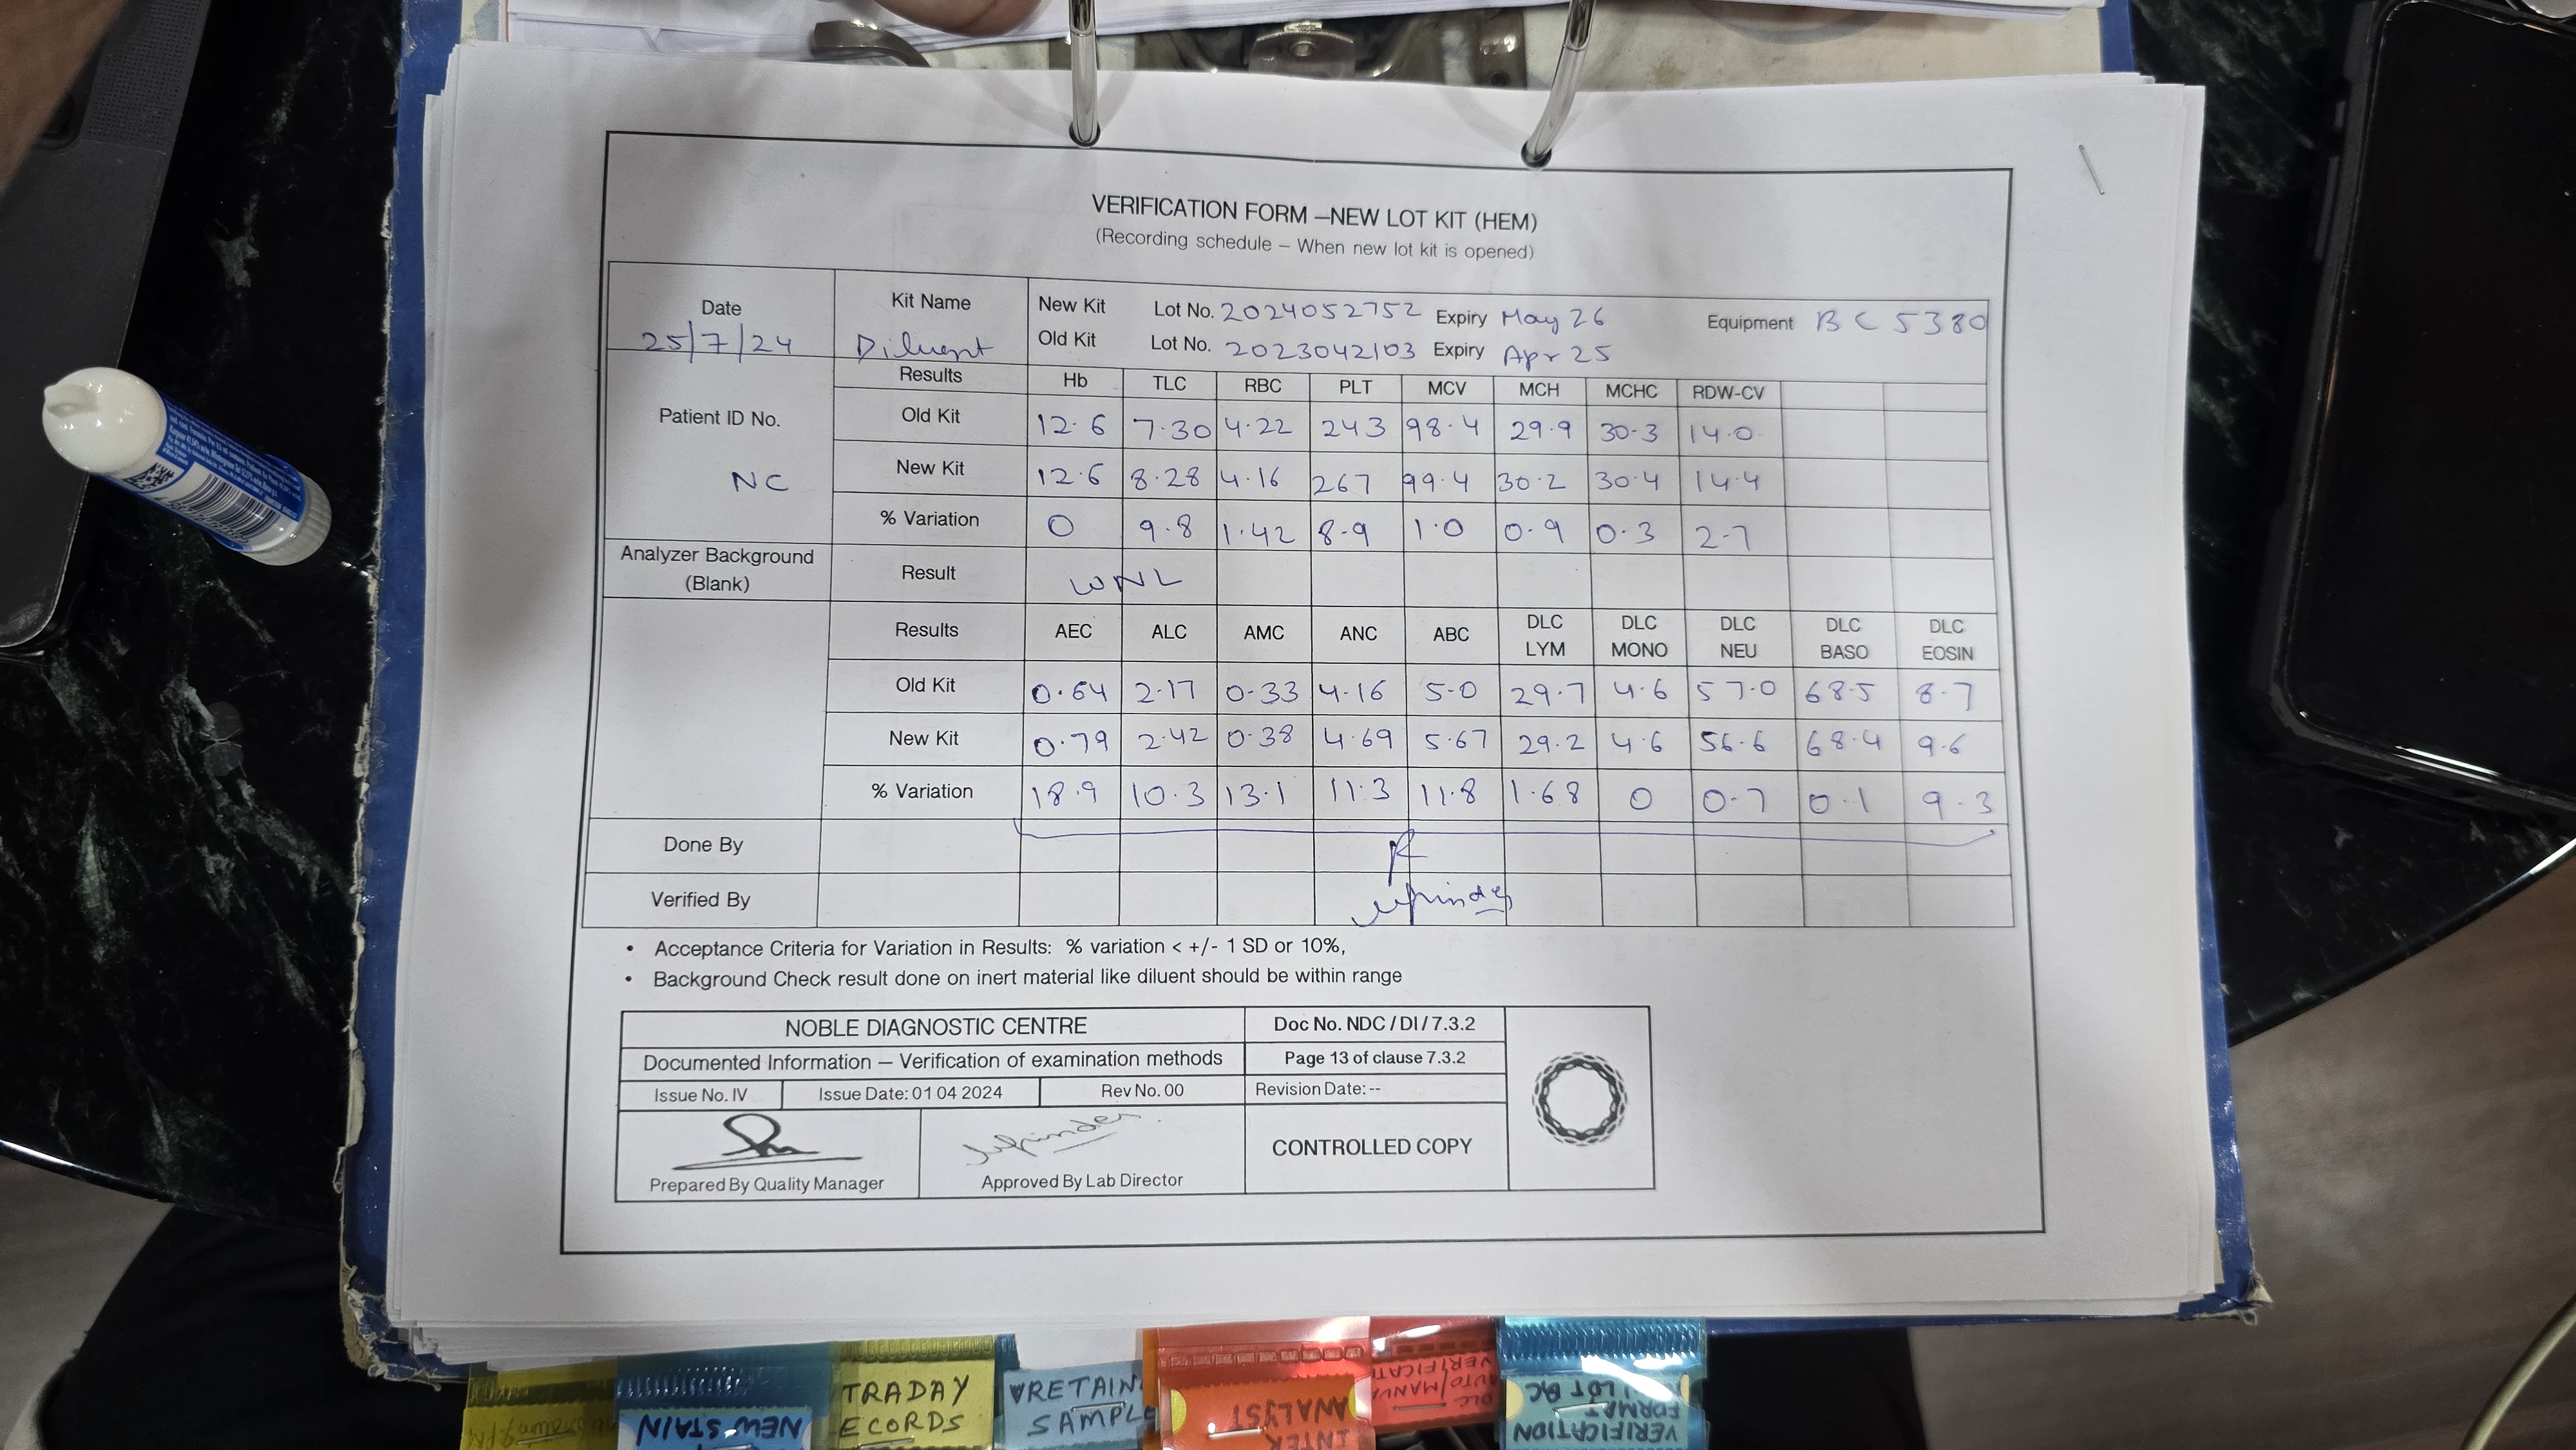 VERIFICATION FORM –NEW LOT KIT (HEM)
(Recording schedule – When new lot kit is opened)
Date Kit Name New Kit Lot No. 2024052752 Expiry May 26 Equipment BC 5380
25/7/24 Diluent Old Kit Lot No. 2023042103 Expiry Apr 25
Patient ID No. Results Hb TLC RBC PLT MCV MCH MCHC RDW-CV
Old Kit 12.6 7.30 4.22 243 98.4 29.9 30.3 14.0
NC New Kit 12.6 8.28 4.16 267 99.4 30.2 30.4 14.4
% Variation 0 9.8 1.42 8.9 1.0 0.9 0.3 2.7
Analyzer Background (Blank) Result WNL
Results AEC ALC AMC ANC ABC DLC LYM DLC MONO DLC NEU DLC BASO DLC EOSIN
Old Kit 0.64 2.17 0.33 4.16 5.0 29.7 4.6 57.0 68.5 8.7
New Kit 0.79 2.42 0.38 4.69 5.67 29.2 4.6 56.6 68.4 9.6
% Variation 18.9 10.3 13.1 11.3 11.8 1.68 0 0.7 0.1 9.3
Done By
Verified By
• Acceptance Criteria for Variation in Results: % variation < +/- 1 SD or 10%,
• Background Check result done on inert material like diluent should be within range
NOBLE DIAGNOSTIC CENTRE Doc No. NDC / DI / 7.3.2
Documented Information – Verification of examination methods Page 13 of clause 7.3.2
Issue No. IV Issue Date: 01 04 2024 Rev No. 00 Revision Date:--
CONTROLLED COPY
Prepared By Quality Manager Approved By Lab Director
NEW STAIN
TRADAY
ECORDS
RETAIN
SAMPL
ANALYST
INTER
LOT
FORMAT
VERIFICATION